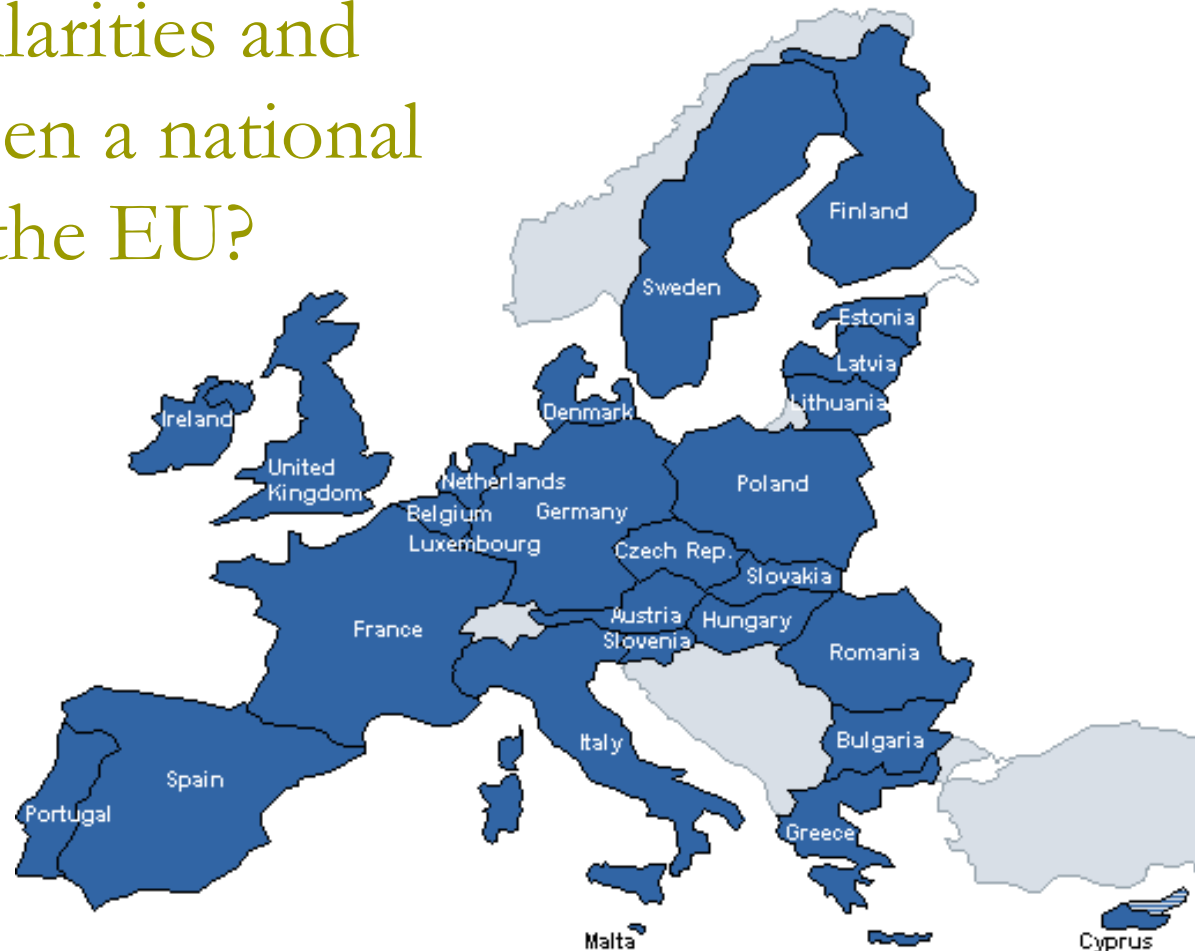 larities and
en a national
the EU?
Finland
Sweden
Estonia
Latvia
Lithuania
Denmark
Ireland
United
Kingdom
Netherlands
Belgium
Germany
Luxembourg
Poland
Czech Rep.
Slovakia
Austria
Hungary
Slovenia
France
Romania
Italy
Bulgaria
Spain
Portugal
Greece
Malta
Cyprus